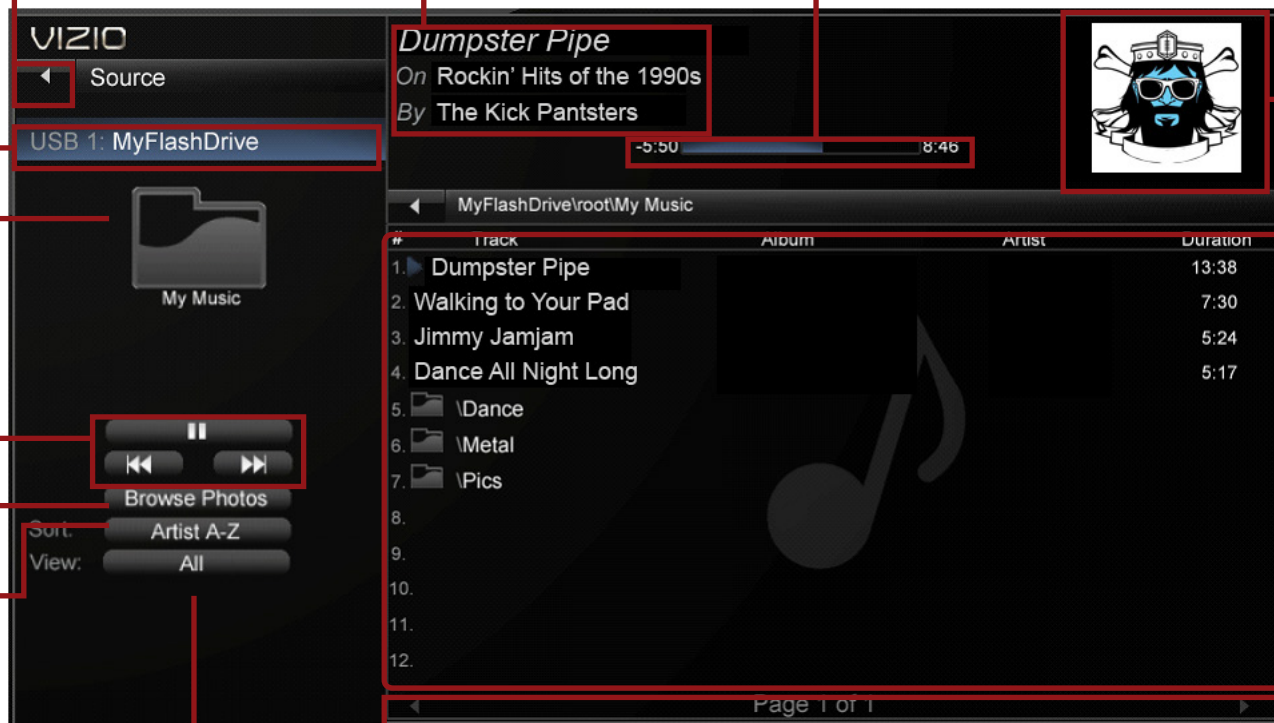 VIZIO
Source
USB 1: MyFlashDrive
My Music
Browse Photos
Sort: Artist A-Z
View: All
Dumpster Pipe
On Rockin' Hits of the 1990s
By The Kick Pantsters
-5:50 8:46
MyFlashDrive\root\My Music
# Track Album Artist Duration
1. Dumpster Pipe 13:38
2. Walking to Your Pad 7:30
3. Jimmy Jamjam 5:24
4. Dance All Night Long 5:17
5. \Dance
6. \Metal
7. \Pics
8.
9.
10.
11.
12.
Page 1 of 1